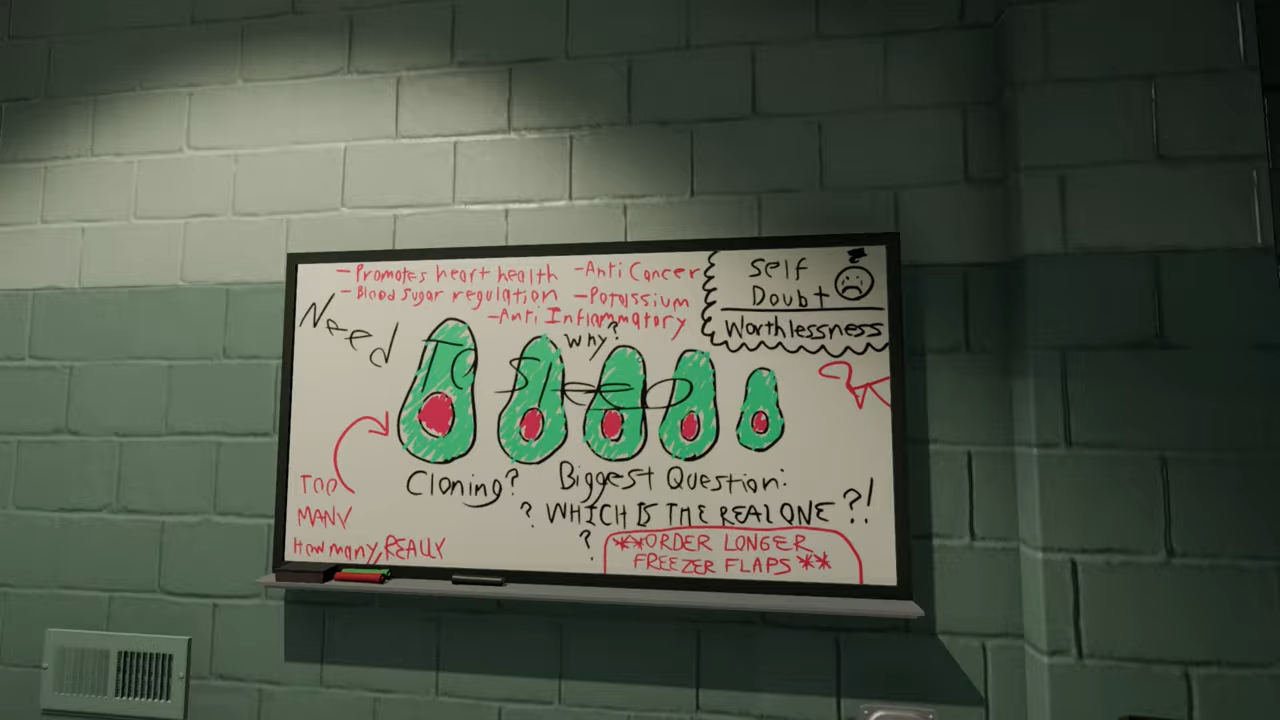 - Promotes heart health
- Anti Cancer
- Blood sugar regulation
- Potassium
- Anti Inflammatory
Self
Doubt
Worthlessness
Need
To Sleep
Why?
Cloning?
Biggest Question:
? WHICH IS THE REAL ONE ?!
?
TOO
MANY
How many, REALLY
**ORDER LONGER
FREEZER FLAPS **